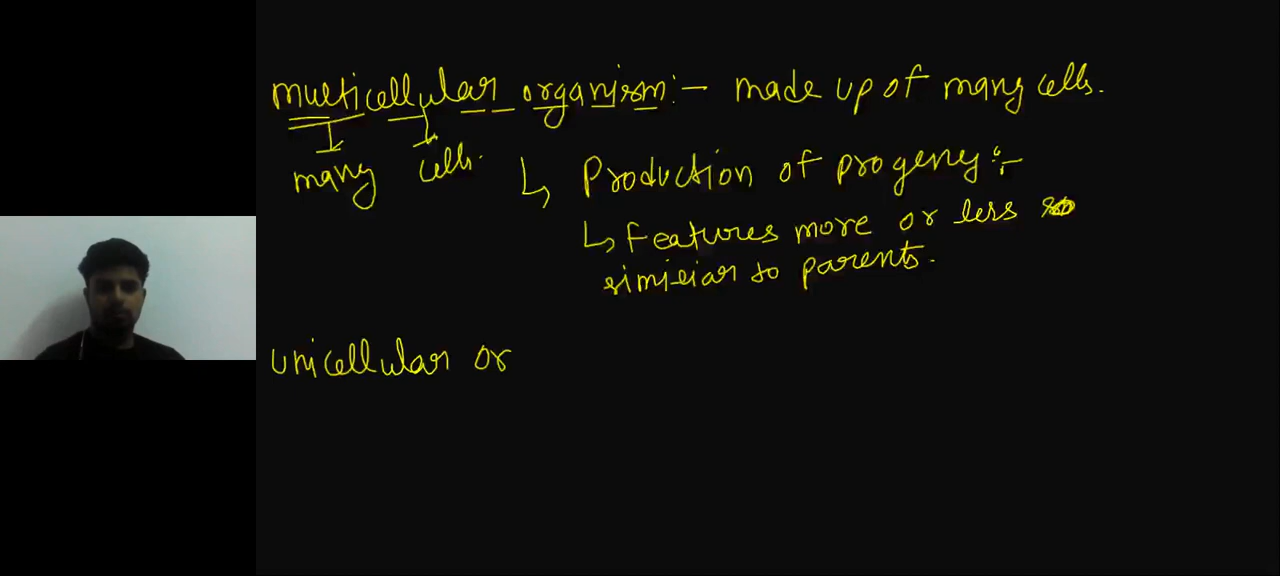 multicellular organism:- made up of many cells.
many cells.
Production of progeny:-
features more or less
similar to parents.
unicellular or